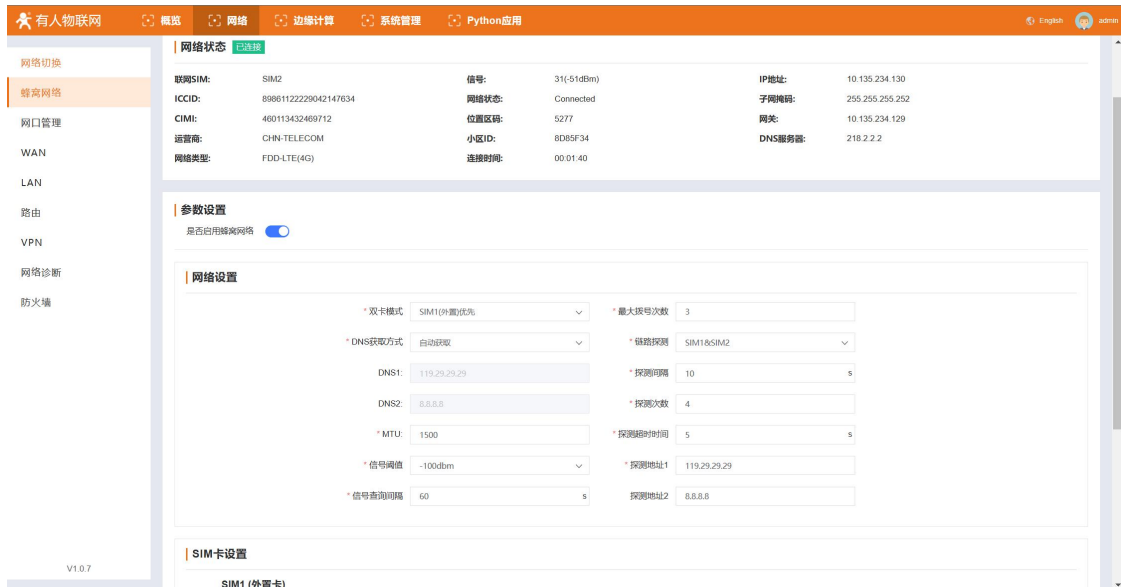 有人物联网 概览 网络 边缘计算 系统管理 Python应用 English admin
网络切换
蜂窝网络
网口管理
WAN
LAN
路由
VPN
网络诊断
防火墙
V1.0.7
网络状态 已连接
联网SIM: SIM2 信号: 31(-51dBm) IP地址: 10.135.234.130
ICCID: 89861122229042147634 网络状态: Connected 子网掩码: 255.255.255.252
CIMI: 460113432469712 位置区码: 5277 网关: 10.135.234.129
运营商: CHN-TELECOM 小区ID: 8D85F34 DNS服务器: 218.2.2.2
网络类型: FDD-LTE(4G) 连接时间: 00:01:40
参数设置
是否启用蜂窝网络
网络设置
* 双卡模式 SIM1(外置)优先 * 最大拨号次数 3
* DNS获取方式 自动获取 * 链路探测 SIM1&SIM2
DNS1: 119.29.29.29 * 探测间隔 10 s
DNS2: 8.8.8.8 * 探测次数 4
* MTU: 1500 * 探测超时时间 5 s
* 信号阈值 -100dbm * 探测地址1 119.29.29.29
* 信号查询间隔 60 s 探测地址2 8.8.8.8
SIM卡设置
SIM1 (外置卡)